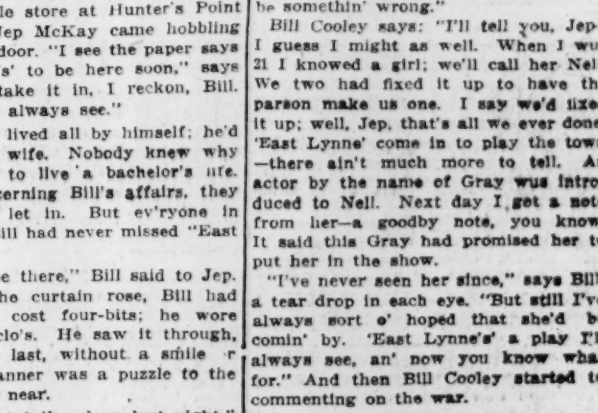 le store at Hunter's Point
Jep McKay came hobbling
door. "I see the paper says
s' to be here soon," says
take it in, I reckon, Bill.
always see."
lived all by himself; he'd
wife. Nobody knew why
to live a bachelor's life.
cerning Bill's affairs, they
let in. But ev'ryone in
ill had never missed "East
e there," Bill said to Jep.
he curtain rose, Bill had
cost four-bits; he wore
clo's. He saw it through,
last, without a smile r
anner was a puzzle to the
near.
be somethin' wrong."
Bill Cooley says: "I'll tell you, Jep
I guess I might as well. When I wu
21 I knowed a girl; we'll call her Nel
We two had fixed it up to have th
parson make us one. I say we'd fixe
it up; well, Jep, that's all we ever done
'East Lynne' come in to play the town
—there ain't much more to tell. A
actor by the name of Gray wus intro
duced to Nell. Next day I got a note
from her—a goodby note, you know
It said this Gray had promised her t
put her in the show.
"I've never seen her since," says Bill
a tear drop in each eye. "But still I've
always sort o' hoped that she'd b
comin' by. 'East Lynne's' a play I'l
always see, an' now you know wha
for." And then Bill Cooley started t
commenting on the war.